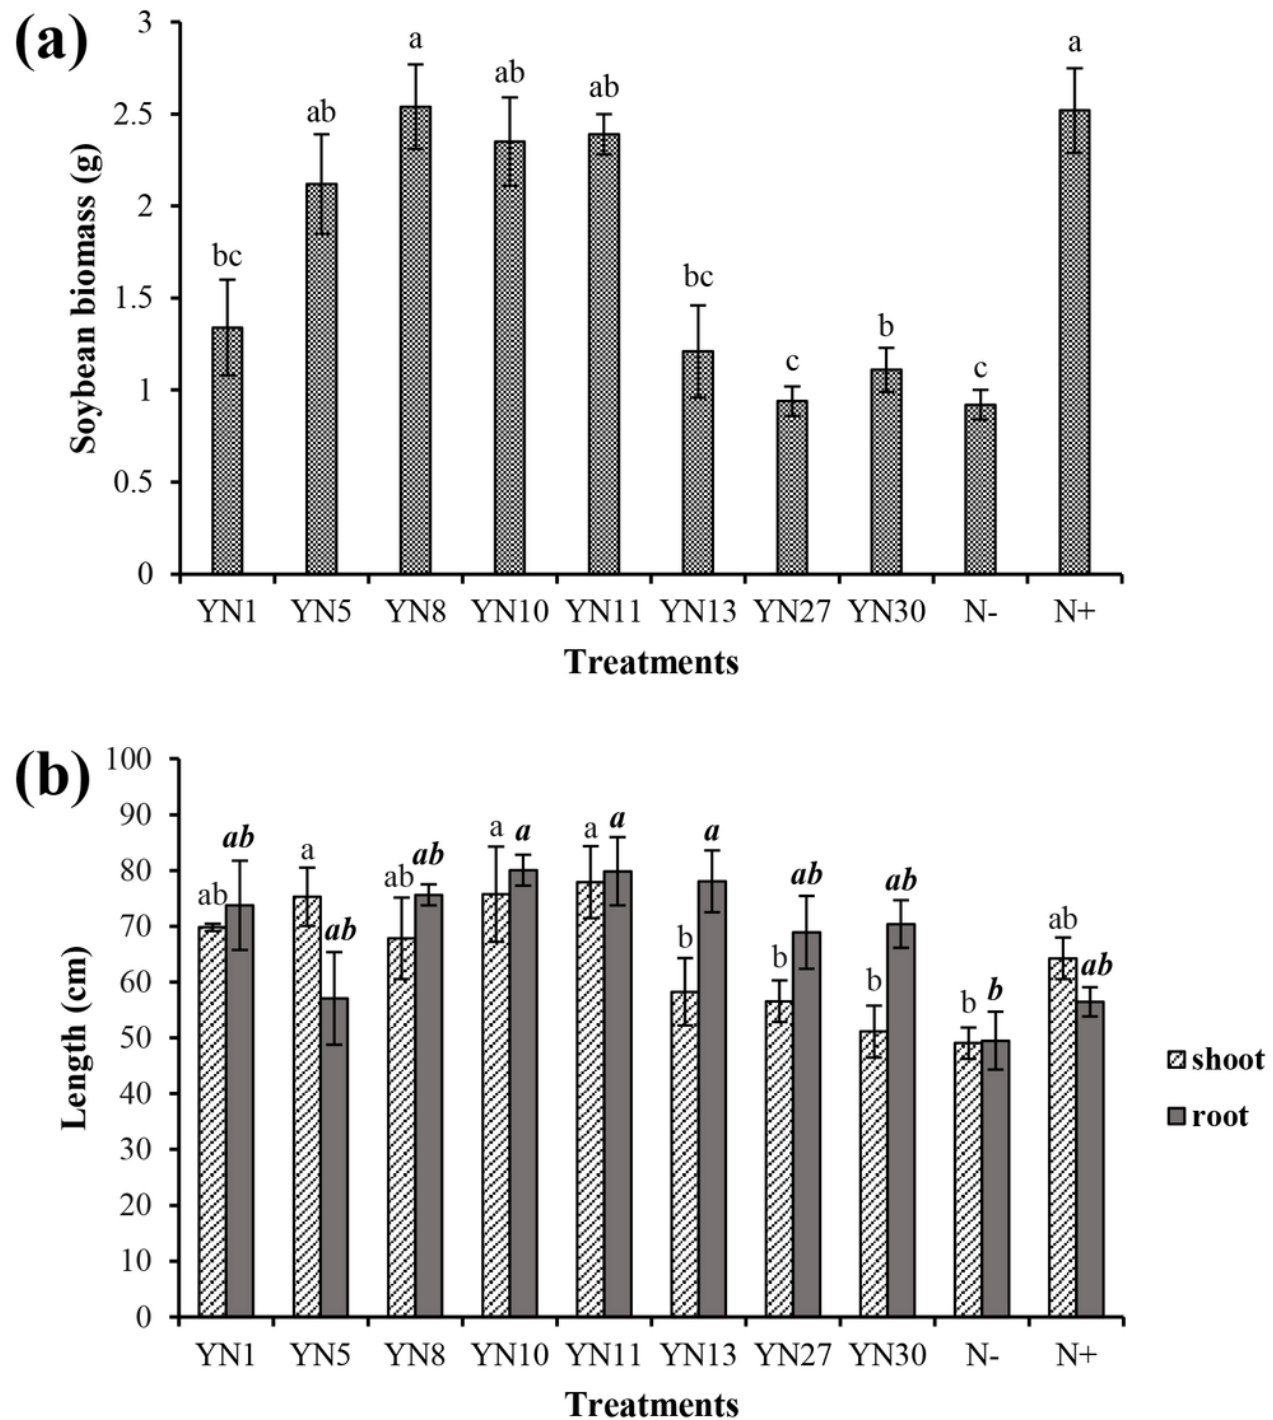 (a)
Soybean biomass (g)
3
2.5
2
1.5
1
0.5
0
bc
ab
a
ab
ab
bc
c
b
c
a
YN1 YN5 YN8 YN10 YN11 YN13 YN27 YN30 N- N+
Treatments
(b)
Length (cm)
100
90
80
70
60
50
40
30
20
10
0
ab ab
a ab
ab ab
a a
a a
b a
b ab
b ab
b b
ab ab
shoot
root
YN1 YN5 YN8 YN10 YN11 YN13 YN27 YN30 N- N+
Treatments